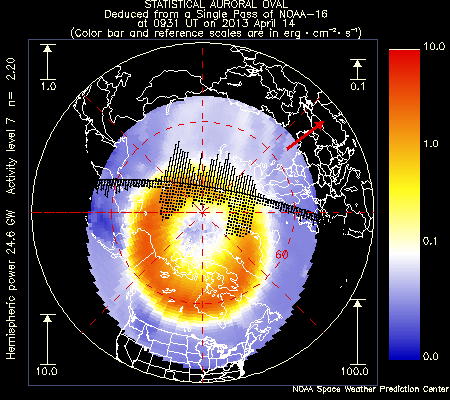 STATISTICAL AURORAL OVAL
Deduced from a Single Pass of NOAA-16
at 0931 UT on 2013 April 14
(Color bar and reference scales are in erg · cm⁻²· s⁻¹)
Hemispheric power 24.6 GW Activity level 7 n= 2.20
1.0
0.1
10.0
100.0
60
10.0
1.0
0.1
0.0
NOAA Space Weather Prediction Center